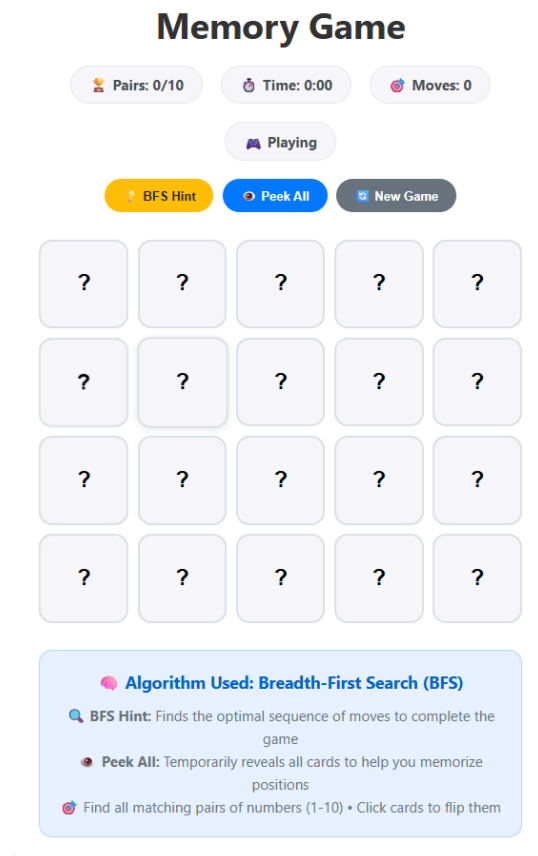 Memory Game
🏆 Pairs: 0/10 ⏱️ Time: 0:00 🎯 Moves: 0
🎮 Playing
💡 BFS Hint 👁️ Peek All 🔄 New Game
? ? ? ? ?
? ? ? ? ?
? ? ? ? ?
? ? ? ? ?
🧠 Algorithm Used: Breadth-First Search (BFS)
🔍 BFS Hint: Finds the optimal sequence of moves to complete the
game
👁️ Peek All: Temporarily reveals all cards to help you memorize
positions
🎯 Find all matching pairs of numbers (1-10) • Click cards to flip them